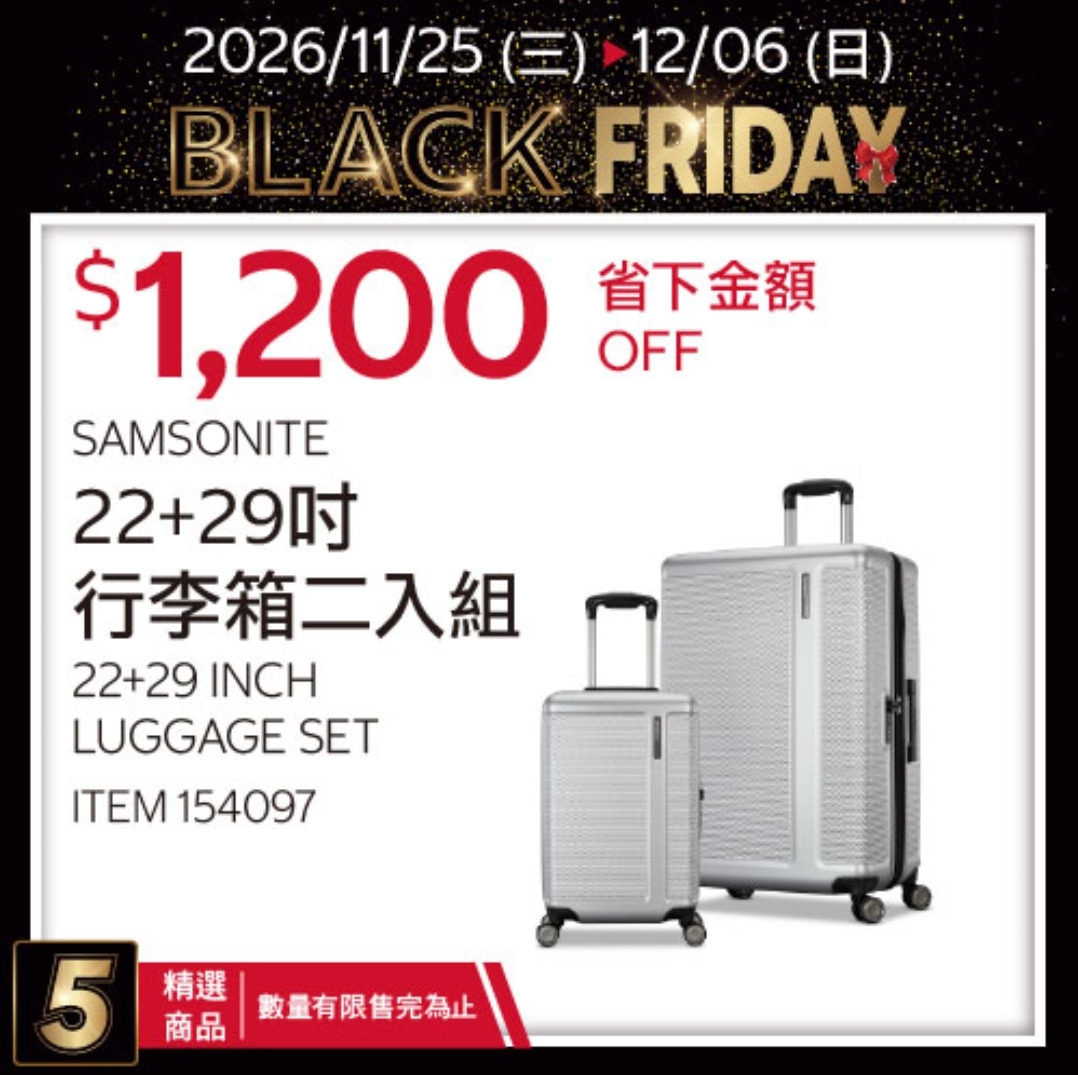 2026/11/25 (三)▶12/06 (日)
BLACK FRIDAY
$1,200
省下金額
OFF
SAMSONITE
22+29吋
行李箱二入組
22+29 INCH
LUGGAGE SET
ITEM 154097
5
精選
商品
數量有限售完為止